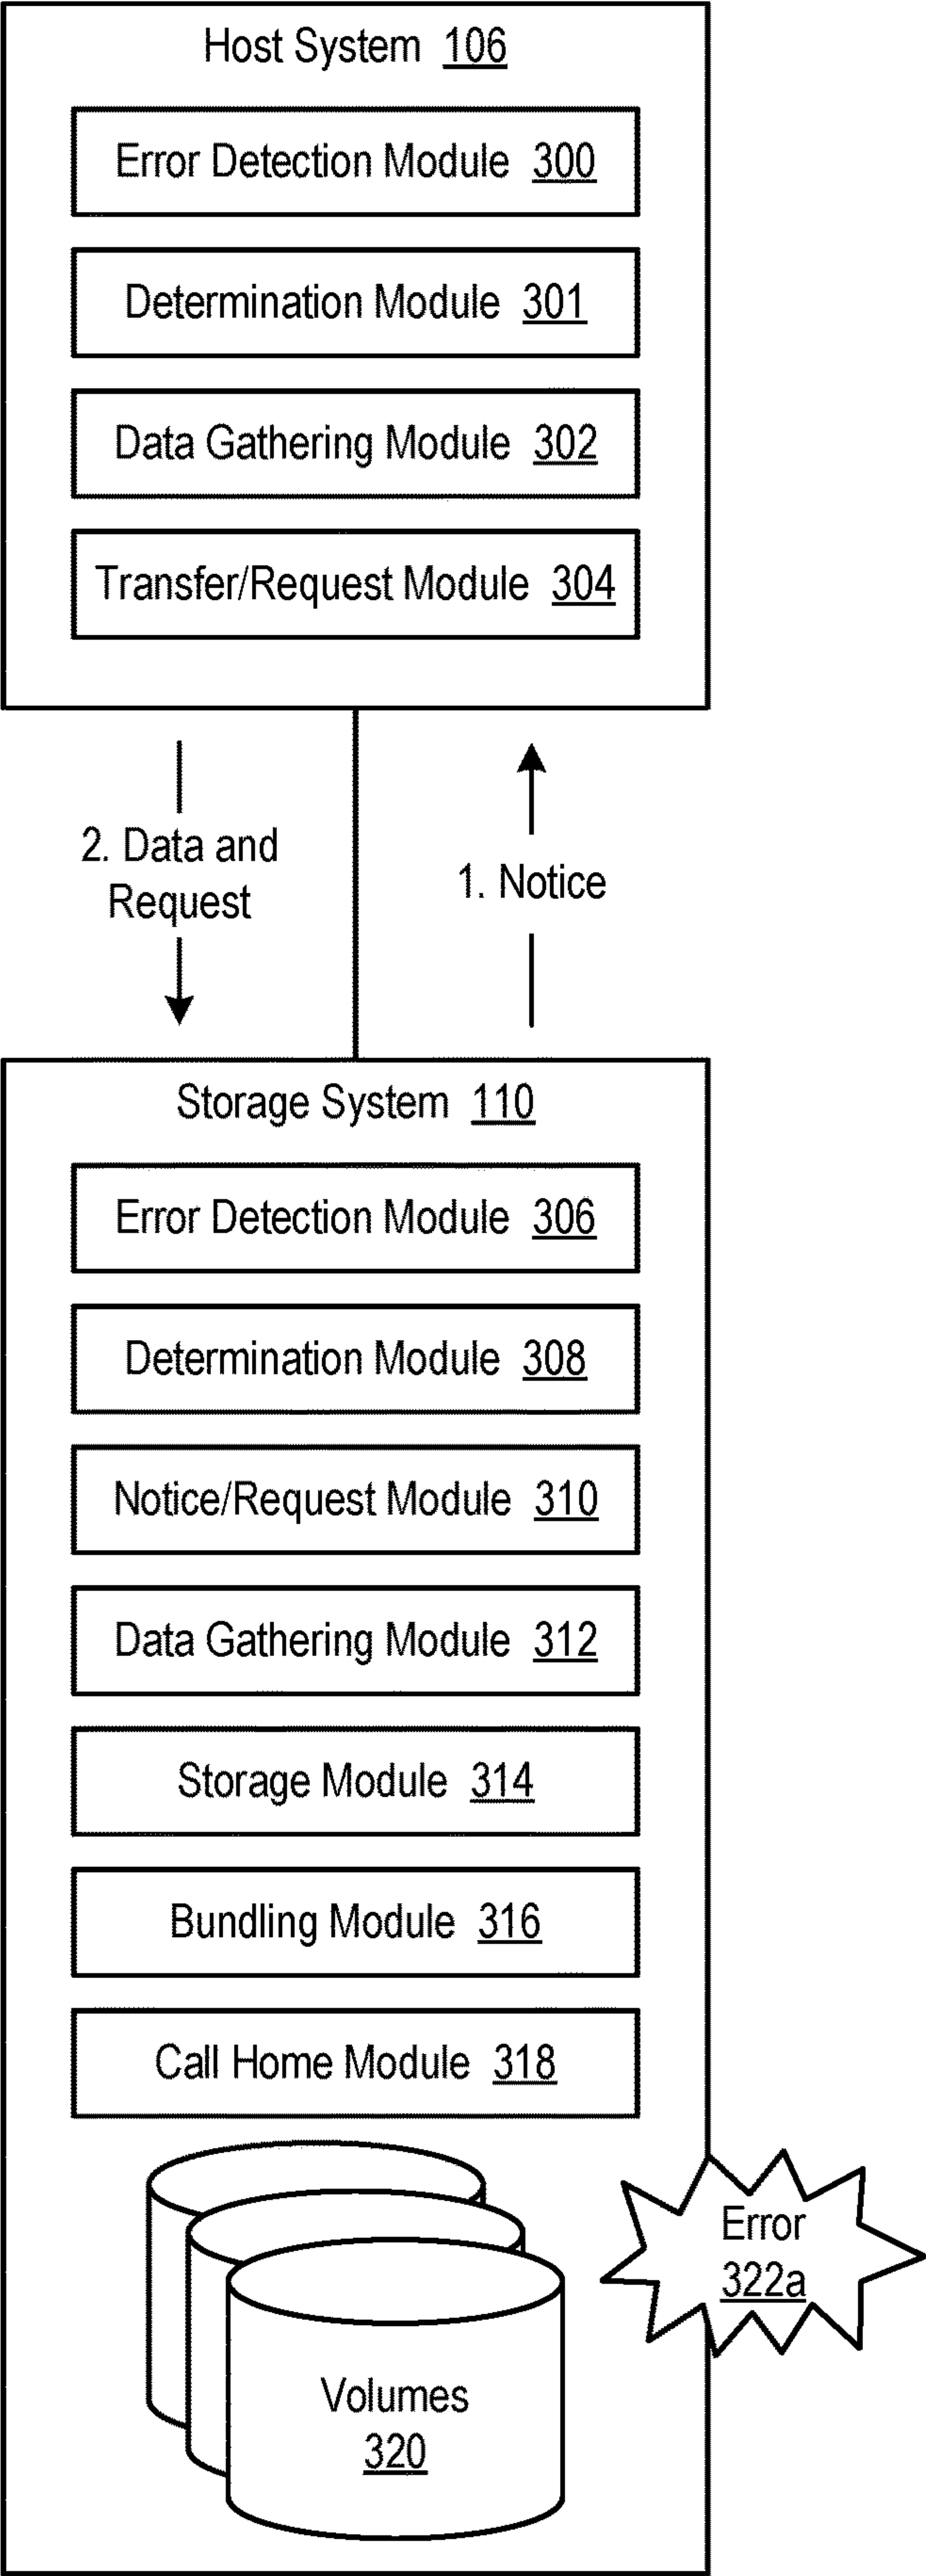 Host System 106
Error Detection Module 300
Determination Module 301
Data Gathering Module 302
Transfer/Request Module 304
2. Data and
Request
1. Notice
Storage System 110
Error Detection Module 306
Determination Module 308
Notice/Request Module 310
Data Gathering Module 312
Storage Module 314
Bundling Module 316
Call Home Module 318
Error
322a
Volumes
320